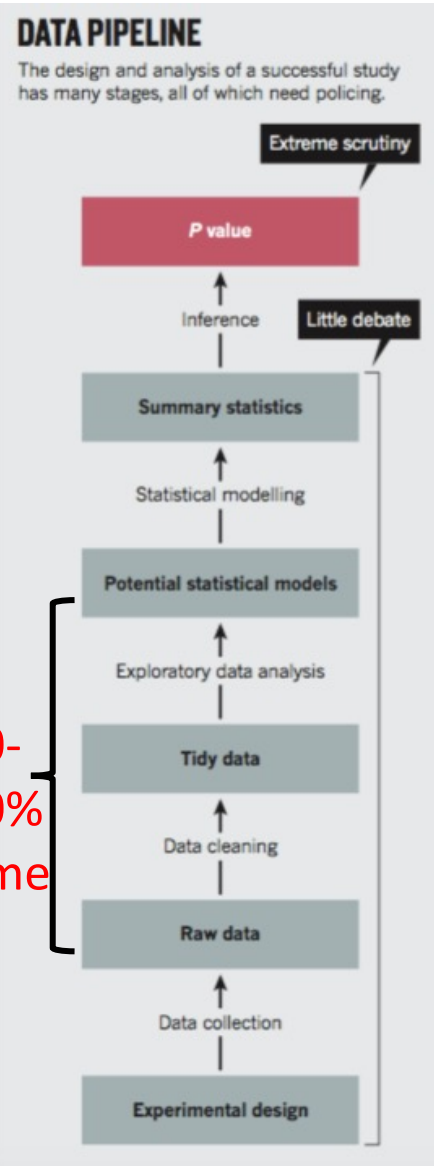 DATA PIPELINE
The design and analysis of a successful study
has many stages, all of which need policing.
Extreme scrutiny
P value
Inference
Little debate
Summary statistics
Statistical modelling
Potential statistical models
Exploratory data analysis
Tidy data
Data cleaning
Raw data
Data collection
Experimental design